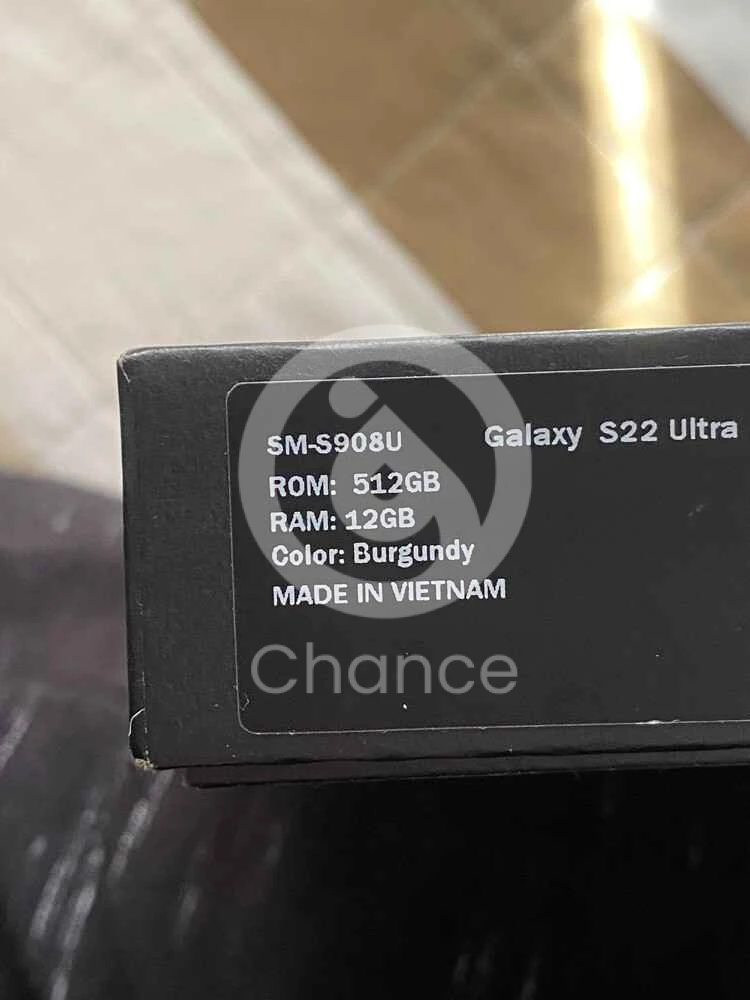 SM-S908U Galaxy S22 Ultra
ROM: 512GB
RAM: 12GB
Color: Burgundy
MADE IN VIETNAM
Chance